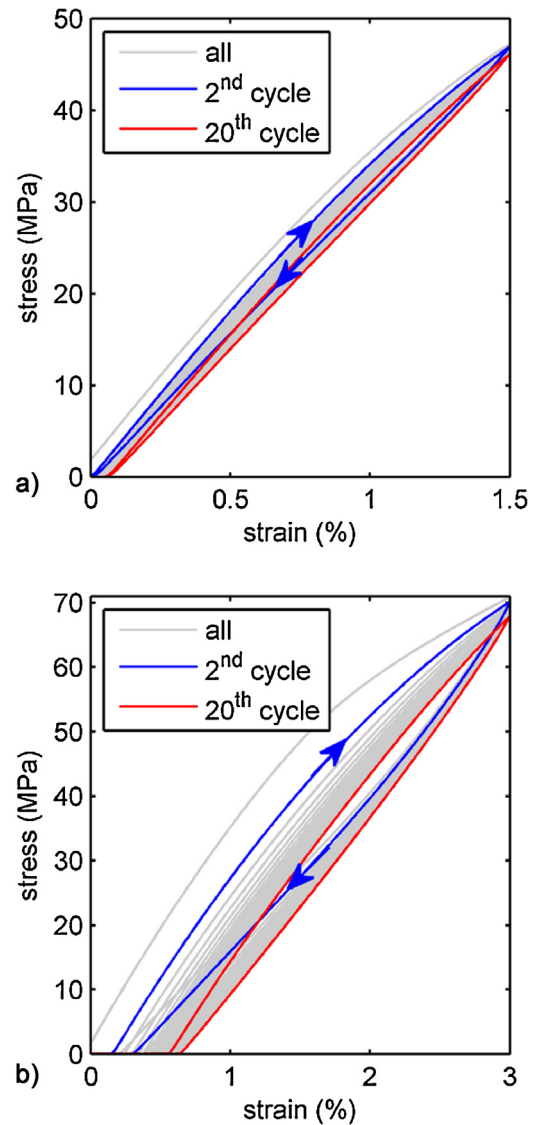 50
40
30
20
10
0
stress (MPa)
all
2nd cycle
20th cycle
0
0.5
1
1.5
strain (%)
a)
70
60
50
40
30
20
10
0
stress (MPa)
all
2nd cycle
20th cycle
0
1
2
3
strain (%)
b)